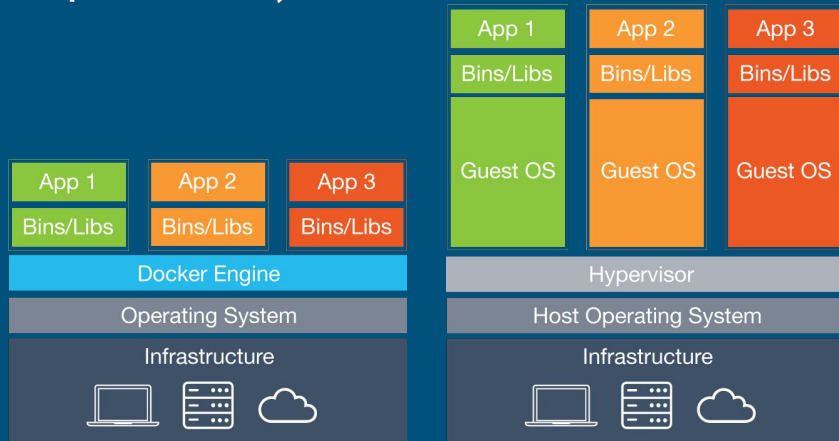 App 1
Bins/Libs
App 2
Bins/Libs
App 3
Bins/Libs
Docker Engine
Operating System
Infrastructure
App 1
Bins/Libs
Guest OS
App 2
Bins/Libs
Guest OS
App 3
Bins/Libs
Guest OS
Hypervisor
Host Operating System
Infrastructure